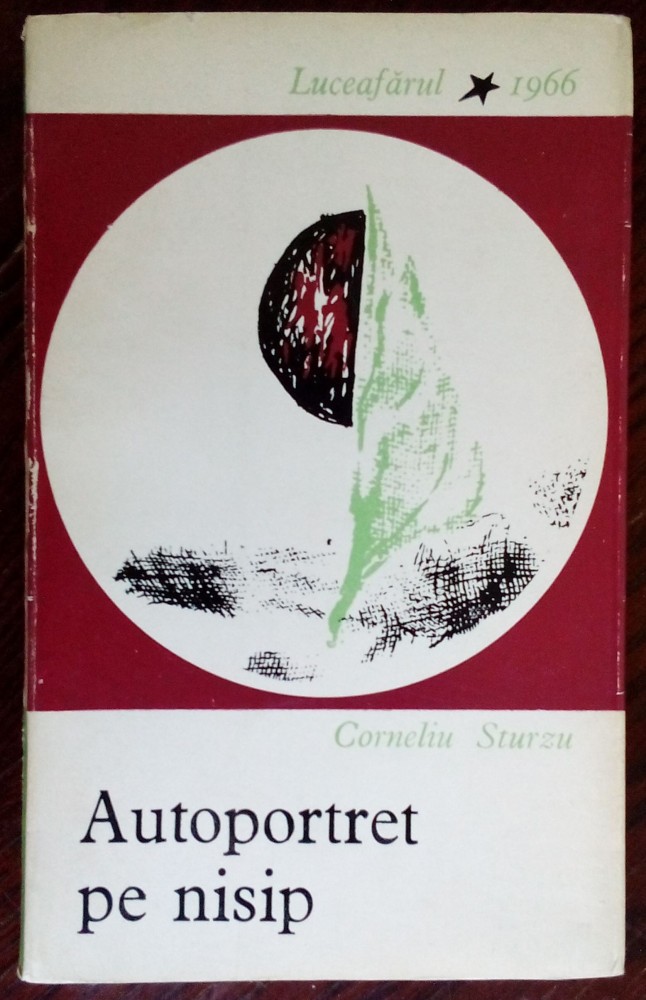 Luceafărul ★ 1966
Corneliu Sturzu
Autoportret
pe nisip